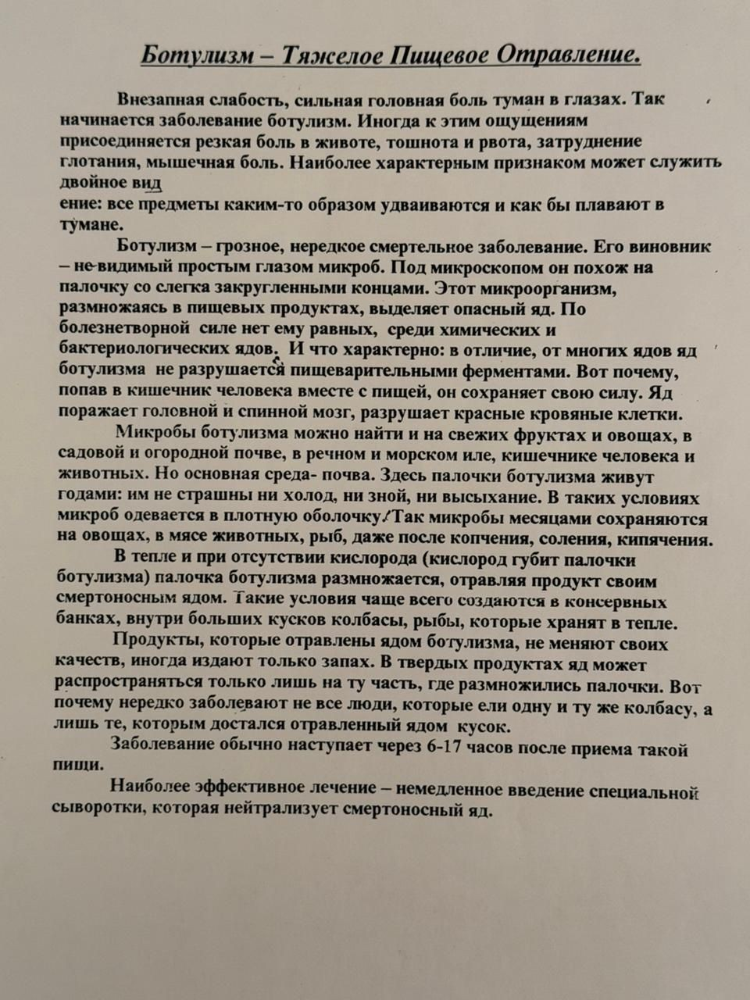 Ботулизм – Тяжелое Пищевое Отравление.
Внезапная слабость, сильная головная боль туман в глазах. Так
начинается заболевание ботулизм. Иногда к этим ощущениям
присоединяется резкая боль в животе, тошнота и рвота, затруднение
глотания, мышечная боль. Наиболее характерным признаком может служить
двойное вид
ение: все предметы каким-то образом удваиваются и как бы плавают в
тумане.
Ботулизм – грозное, нередкое смертельное заболевание. Его виновник
– не-видимый простым глазом микроб. Под микроскопом он похож на
палочку со слегка закругленными концами. Этот микроорганизм,
размножаясь в пищевых продуктах, выделяет опасный яд. По
болезнетворной силе нет ему равных, среди химических и
бактериологических ядов. И что характерно: в отличие, от многих ядов яд
ботулизма не разрушается пищеварительными ферментами. Вот почему,
попав в кишечник человека вместе с пищей, он сохраняет свою силу. Яд
поражает головной и спинной мозг, разрушает красные кровяные клетки.
Микробы ботулизма можно найти и на свежих фруктах и овощах, в
садовой и огородной почве, в речном и морском иле, кишечнике человека и
животных. Но основная среда- почва. Здесь палочки ботулизма живут
годами: им не страшны ни холод, ни зной, ни высыхание. В таких условиях
микроб одевается в плотную оболочку. Так микробы месяцами сохраняются
на овощах, в мясе животных, рыб, даже после копчения, соления, кипячения.
В тепле и при отсутствии кислорода (кислород губит палочки
ботулизма) палочка ботулизма размножается, отравляя продукт своим
смертоносным ядом. Такие условия чаще всего создаются в консервных
банках, внутри больших кусков колбасы, рыбы, которые хранят в тепле.
Продукты, которые отравлены ядом ботулизма, не меняют своих
качеств, иногда издают только запах. В твердых продуктах яд может
распространяться только лишь на ту часть, где размножились палочки. Вот
почему нередко заболевают не все люди, которые ели одну и ту же колбасу, а
лишь те, которым достался отравленный ядом кусок.
Заболевание обычно наступает через 6-17 часов после приема такой
пищи.
Наиболее эффективное лечение – немедленное введение специальной
сыворотки, которая нейтрализует смертоносный яд.